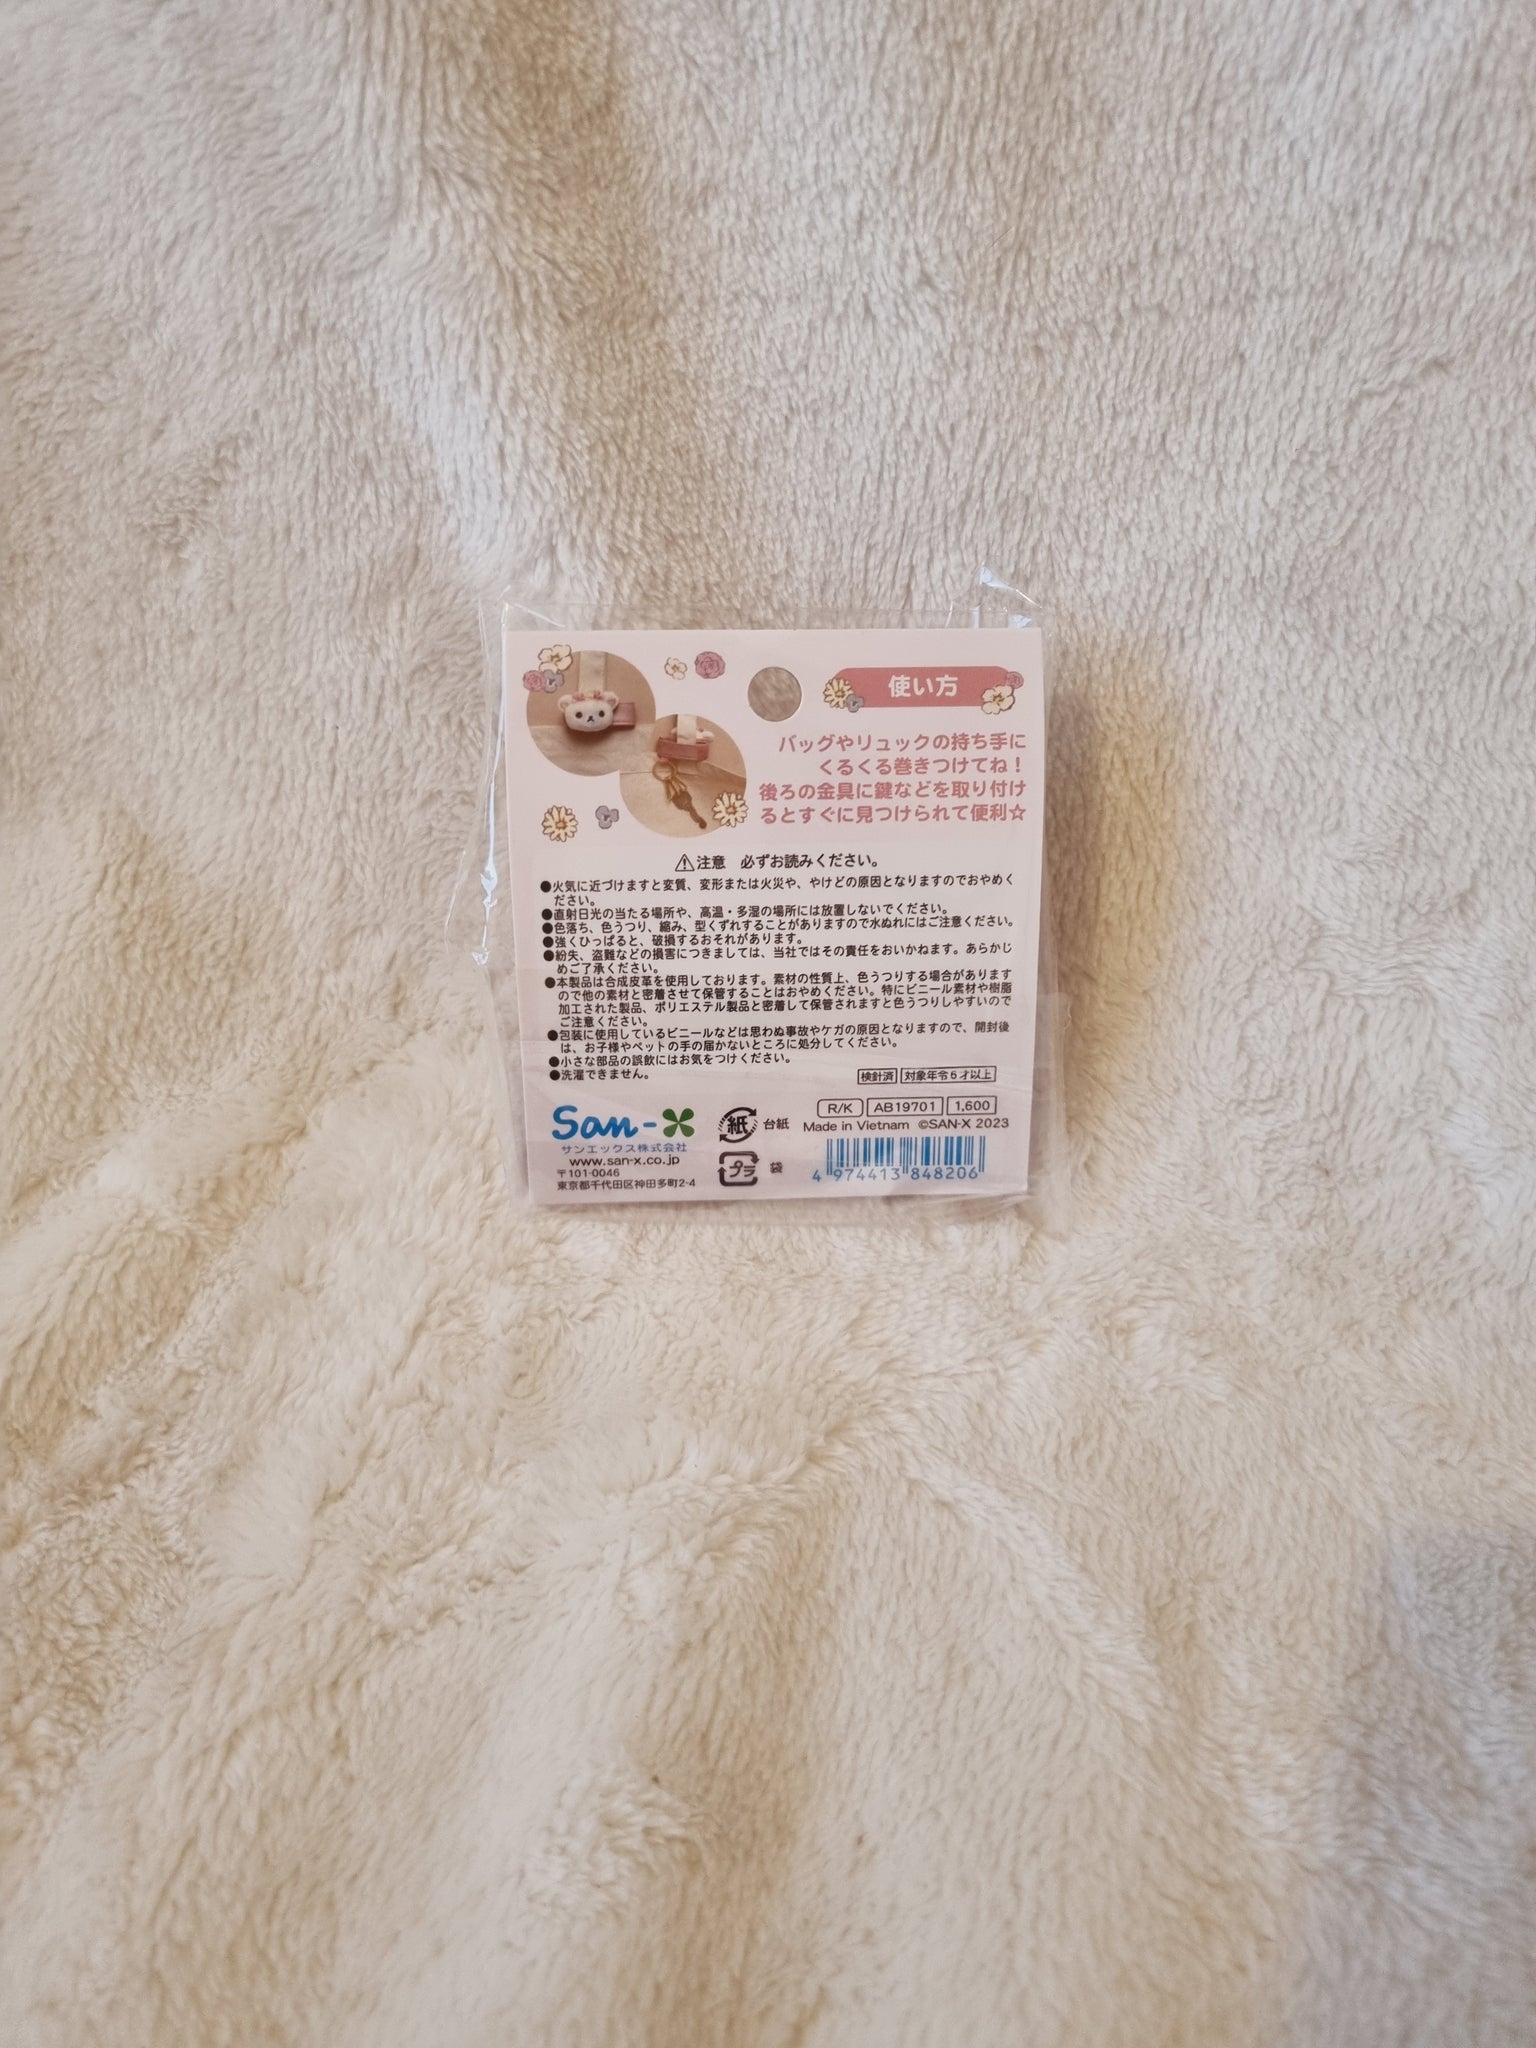 使い方
バッグやリュックの持ち手に
くるくる巻きつけてね！
後ろの金具に鍵などを取り付け
るとすぐに見つけられて便利☆
注意　必ずお読みください。
●火気に近づけますと変質、変形または火災や、やけどの原因となりますのでおやめく
ださい。
●直射日光の当たる場所や、高温・多湿の場所には放置しないでください。
●色落ち、色うつり、縮み、型くずれすることがありますので水ぬれにはご注意ください。
●強くひっぱると、破損するおそれがあります。
●紛失、盗難などの損害につきましては、当社ではその責任をおいかねます。あらかじ
めご了承ください。
●本製品は合成皮革を使用しております。素材の性質上、色うつりする場合があります
ので他の素材と密着させて保管することはおやめください。特にビニール素材や樹脂
加工された製品、ポリエステル製品と密着して保管されますと色うつりしやすいので
ご注意ください。
●包装に使用しているビニールなどは思わぬ事故やケガの原因となりますので、開封後
は、お子様やペットの手の届かないところに処分してください。
●小さな部品の誤飲にはお気をつけください。
●洗濯できません。
検針済 対象年令6才以上
San-X
サンエックス株式会社
www.san-x.co.jp
〒101-0046
東京都千代田区神田多町2-4
紙 台紙
プラ 袋
R/K AB19701 1,600
Made in Vietnam ©SAN-X 2023
4 974413 848206